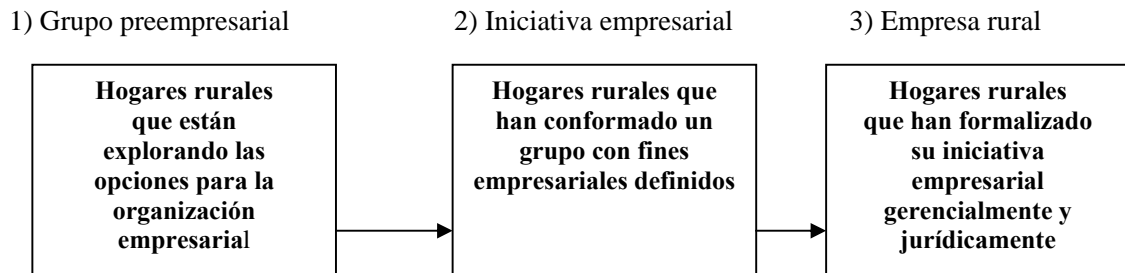 1) Grupo preempresarial
2) Iniciativa empresarial
3) Empresa rural
Hogares rurales
que están
explorando las
opciones para la
organización
empresarial
Hogares rurales que
han conformado un
grupo con fines
empresariales definidos
Hogares rurales
que han formalizado
su iniciativa
empresarial
gerencialmente y
jurídicamente